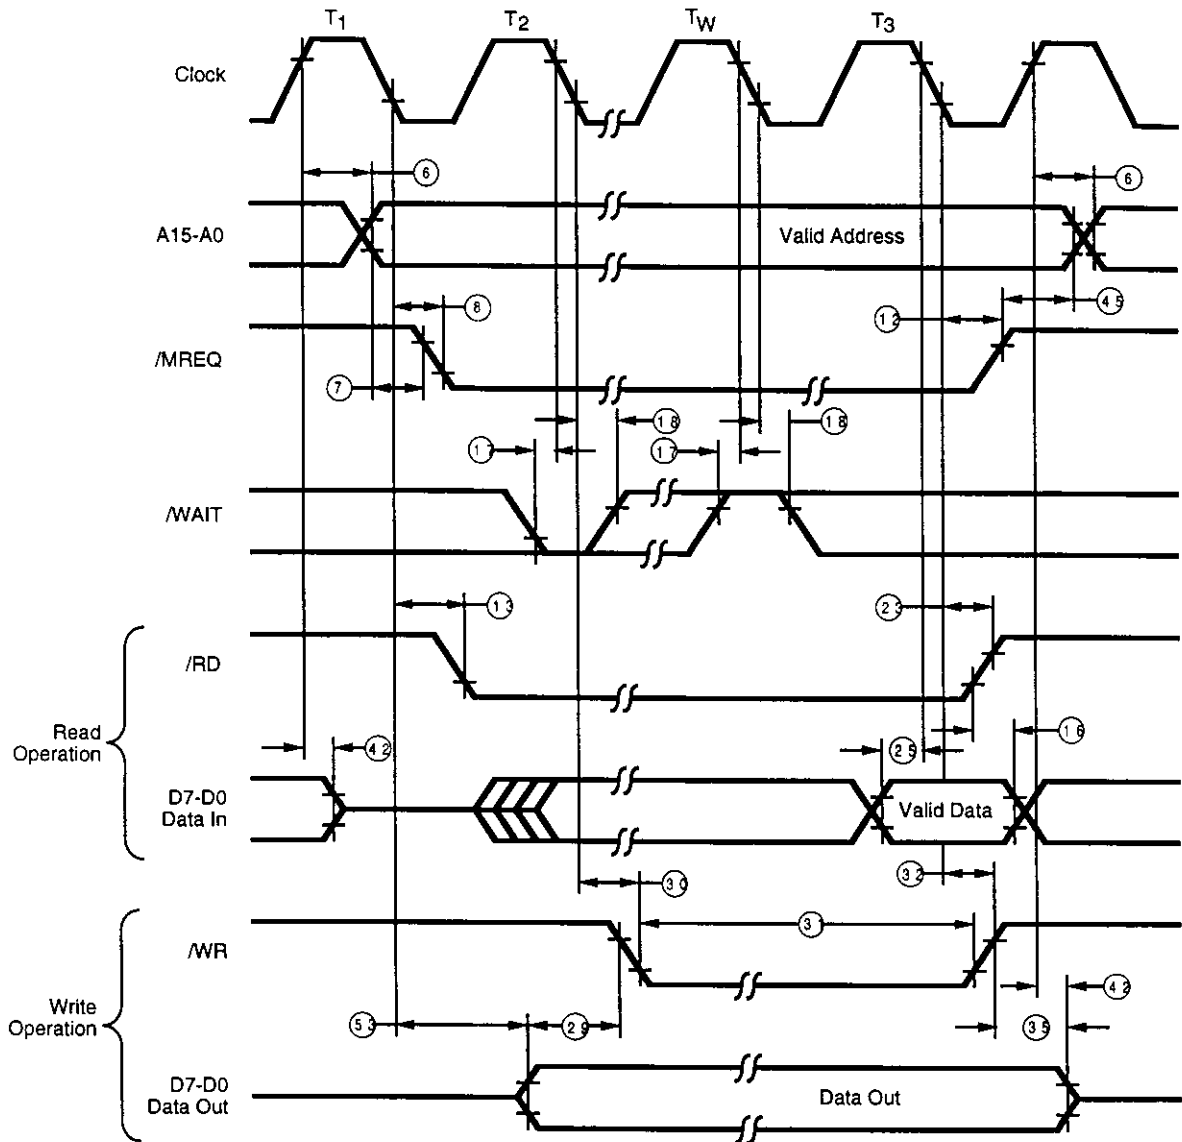 T1 T2 TW T3
Clock
6 6
A15-A0 Valid Address
8 12 45
/MREQ
7
17 18 17 18
/WAIT
13 23
/RD
Read
Operation
42 25 16
D7-D0
Data In Valid Data
30 32
/WR 31
Write
Operation
42
53 29 35
D7-D0
Data Out Data Out